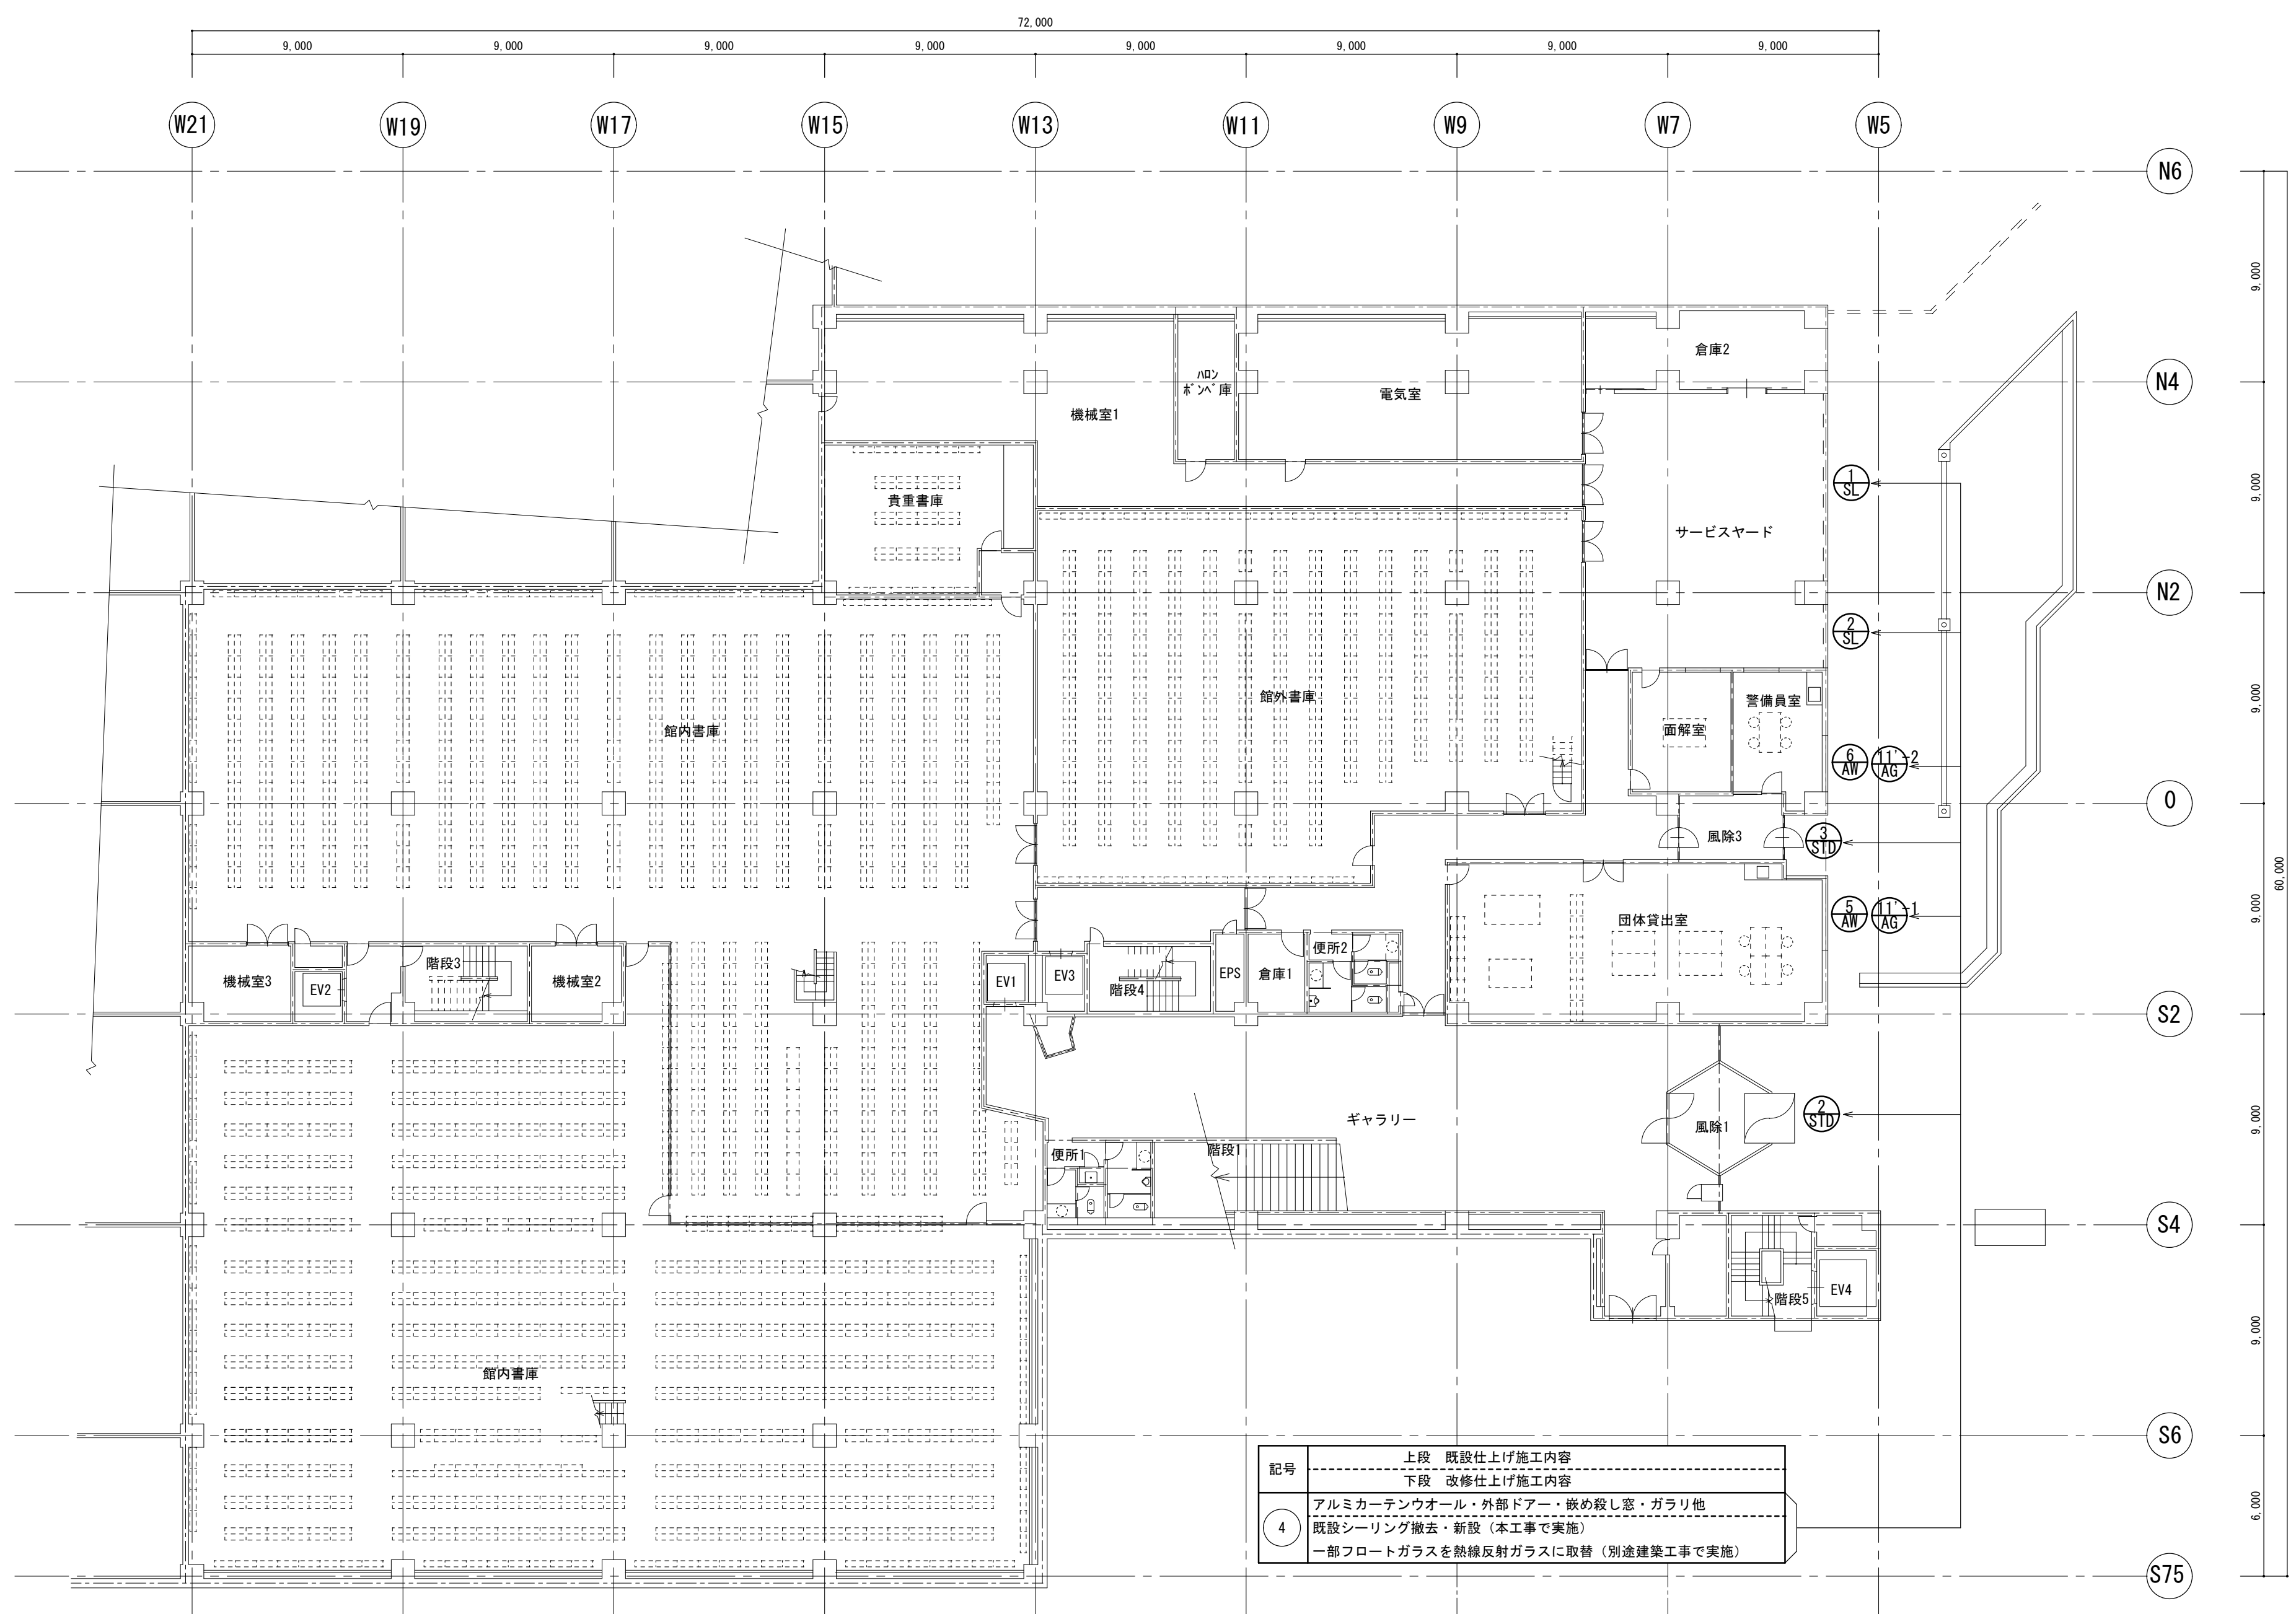 72,000
9,000 9,000 9,000 9,000 9,000 9,000 9,000 9,000
W21 W19 W17 W15 W13 W11 W9 W7 W5
N6
9,000
倉庫2
ﾊﾛﾝ
ﾎﾞﾝﾍﾞ庫
電気室
N4
機械室1
1
SL
9,000
貴重書庫
サービスヤード
N2
2
SL
館外書庫
警備員室
9,000
館内書庫
面解室
6
AW
11'-2
AG
0
風除3
3
STD
60,000
団体貸出室
5
AW
11'-1
AG
9,000
便所2
階段3
機械室3
EV2
機械室2
EV1
EV3
階段4
EPS
倉庫1
S2
ギャラリー
風除1
2
STD
9,000
便所1
階段1
S4
EV4
階段5
9,000
館内書庫
S6
記号
上段 既設仕上げ施工内容
下段 改修仕上げ施工内容
4
アルミカーテンウオール・外部ドアー・嵌め殺し窓・ガラリ他
既設シーリング撤去・新設（本工事で実施）
一部フロートガラスを熱線反射ガラスに取替（別途建築工事で実施）
6,000
S75